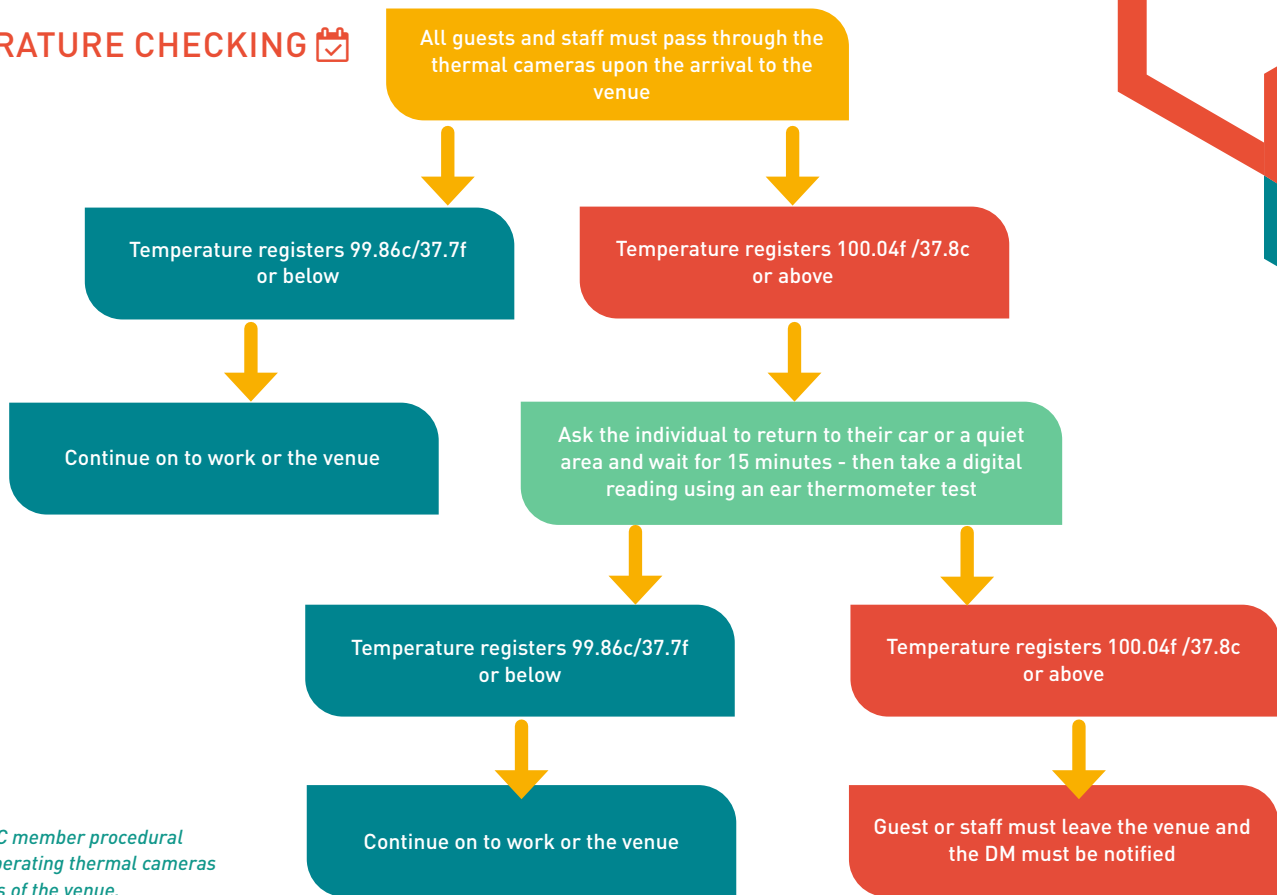 RATURE CHECKING
All guests and staff must pass through the
thermal cameras upon the arrival to the
venue
Temperature registers 99.86c/37.7f
or below
Temperature registers 100.04f /37.8c
or above
Continue on to work or the venue
Ask the individual to return to their car or a quiet
area and wait for 15 minutes - then take a digital
reading using an ear thermometer test
Temperature registers 99.86c/37.7f
or below
Temperature registers 100.04f /37.8c
or above
Continue on to work or the venue
Guest or staff must leave the venue and
the DM must be notified
C member procedural
perating thermal cameras
s of the venue.